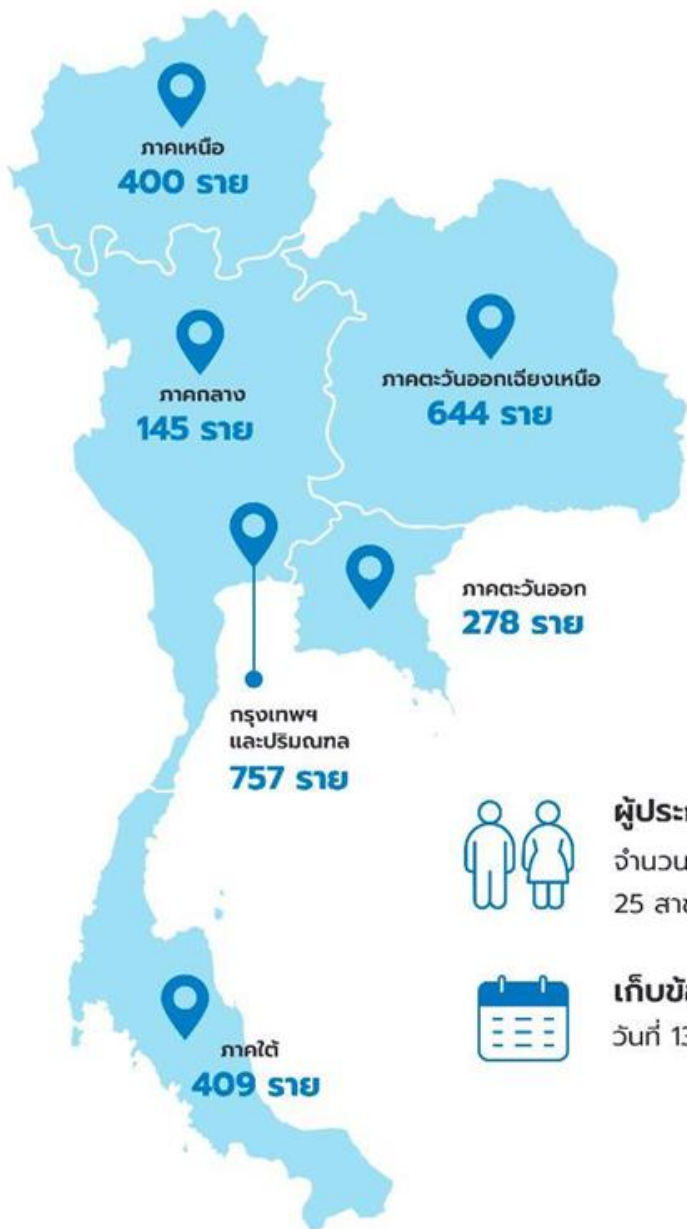 ภาคเหนือ
400 ราย
ภาคกลาง
145 ราย
ภาคตะวันออกเฉียงเหนือ
644 ราย
ภาคตะวันออก
278 ราย
กรุงเทพฯ
และปริมณฑล
757 ราย
ภาคใต้
409 ราย
จำนวน
25
วันที่ 13